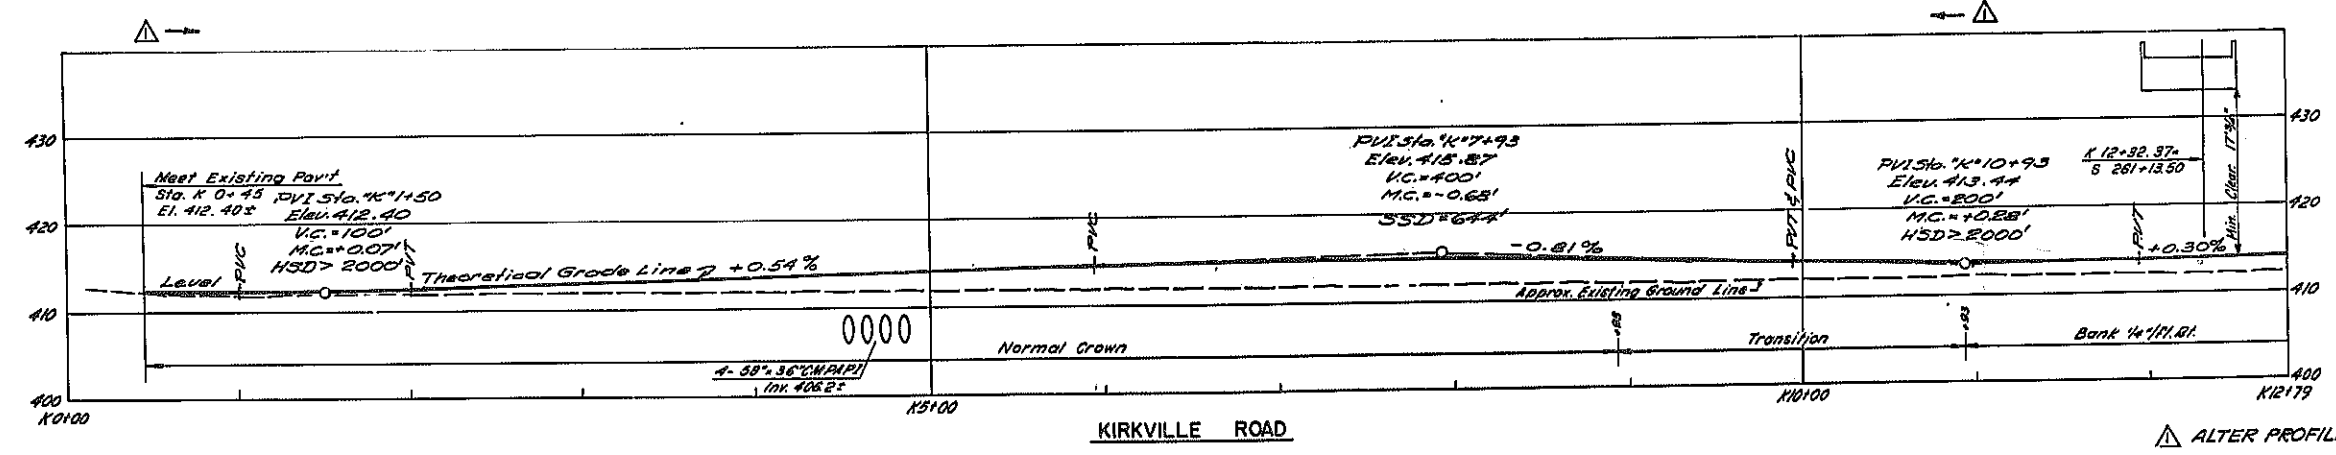 430
420
410
400
Meet Existing Pav't
Sta. K 0+45
El. 412.40±
PVI Sta. "K" 1+50
Elev. 412.40
V.C. = 100'
M.C. = +0.07'
HSD > 2000'
Level
PVC
PVT
Theoretical Grade Line
+0.54%
PVC
PVI Sta. "K" 7+93
Elev. 415.87
V.C. = 400'
M.C. = -0.68'
SSD = 644'
-0.81%
PVT & PVC
PVI Sta. "K" 10+93
Elev. 413.44
V.C. = 200'
M.C. = +0.28'
HSD > 2000'
PVT
+0.30%
K 12+32.37=
S 261+13.50
Min. Clear.
430
420
410
400
Approx. Existing Ground Line
Normal Crown
Transition
+93
Bank 1/4"/Ft. Rt.
Inv. 406.2±
K0+00
K5+00
K10+00
K12+79
KIRKVILLE ROAD
1
1
1 ALTER PROFIL